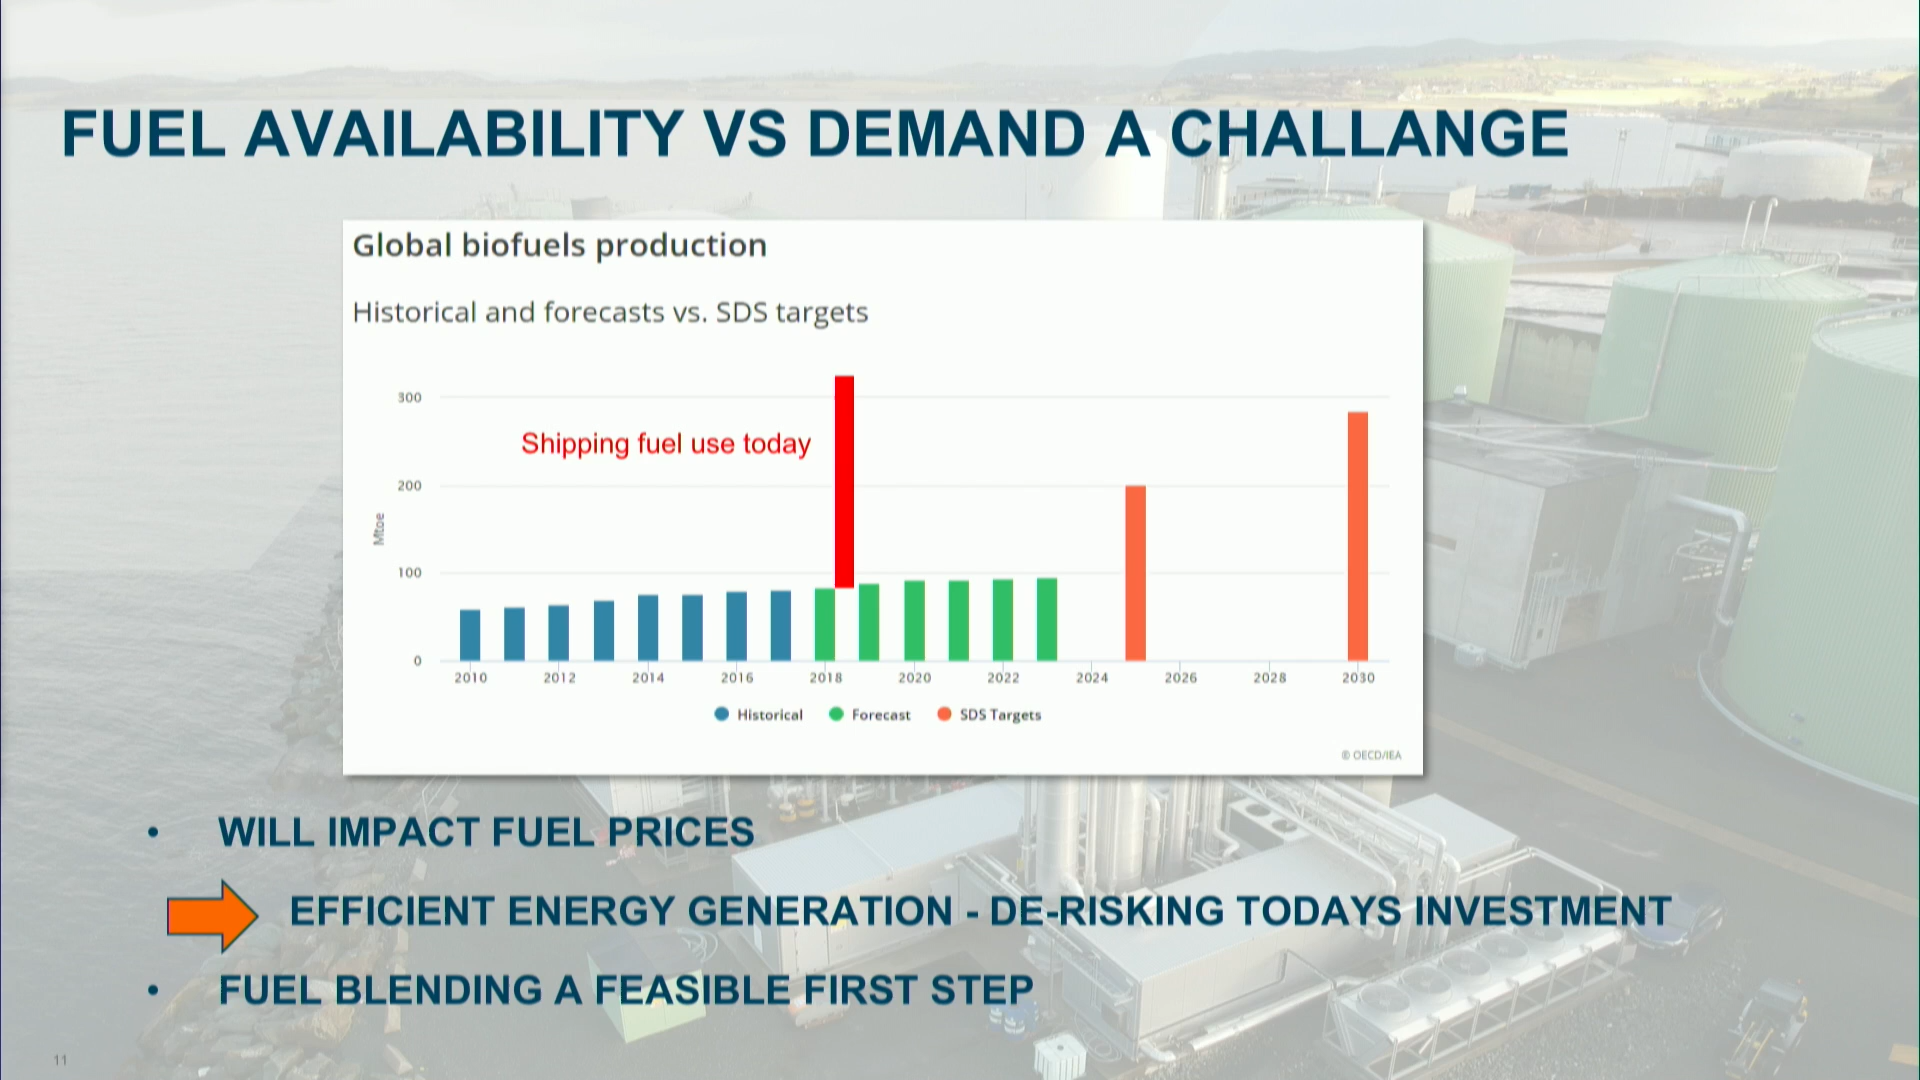 FUEL AVAILABILITY VS DEMAND A CHALLANGE
Global biofuels production
Historical and forecasts vs. SDS targets
300
Shipping fuel use today
200
Mtoe
100
0
2010 2012 2014 2016 2018 2020 2022 2024 2026 2028 2030
Historical Forecast SDS Targets
© OECD/IEA
• WILL IMPACT FUEL PRICES
EFFICIENT ENERGY GENERATION - DE-RISKING TODAYS INVESTMENT
• FUEL BLENDING A FEASIBLE FIRST STEP
11